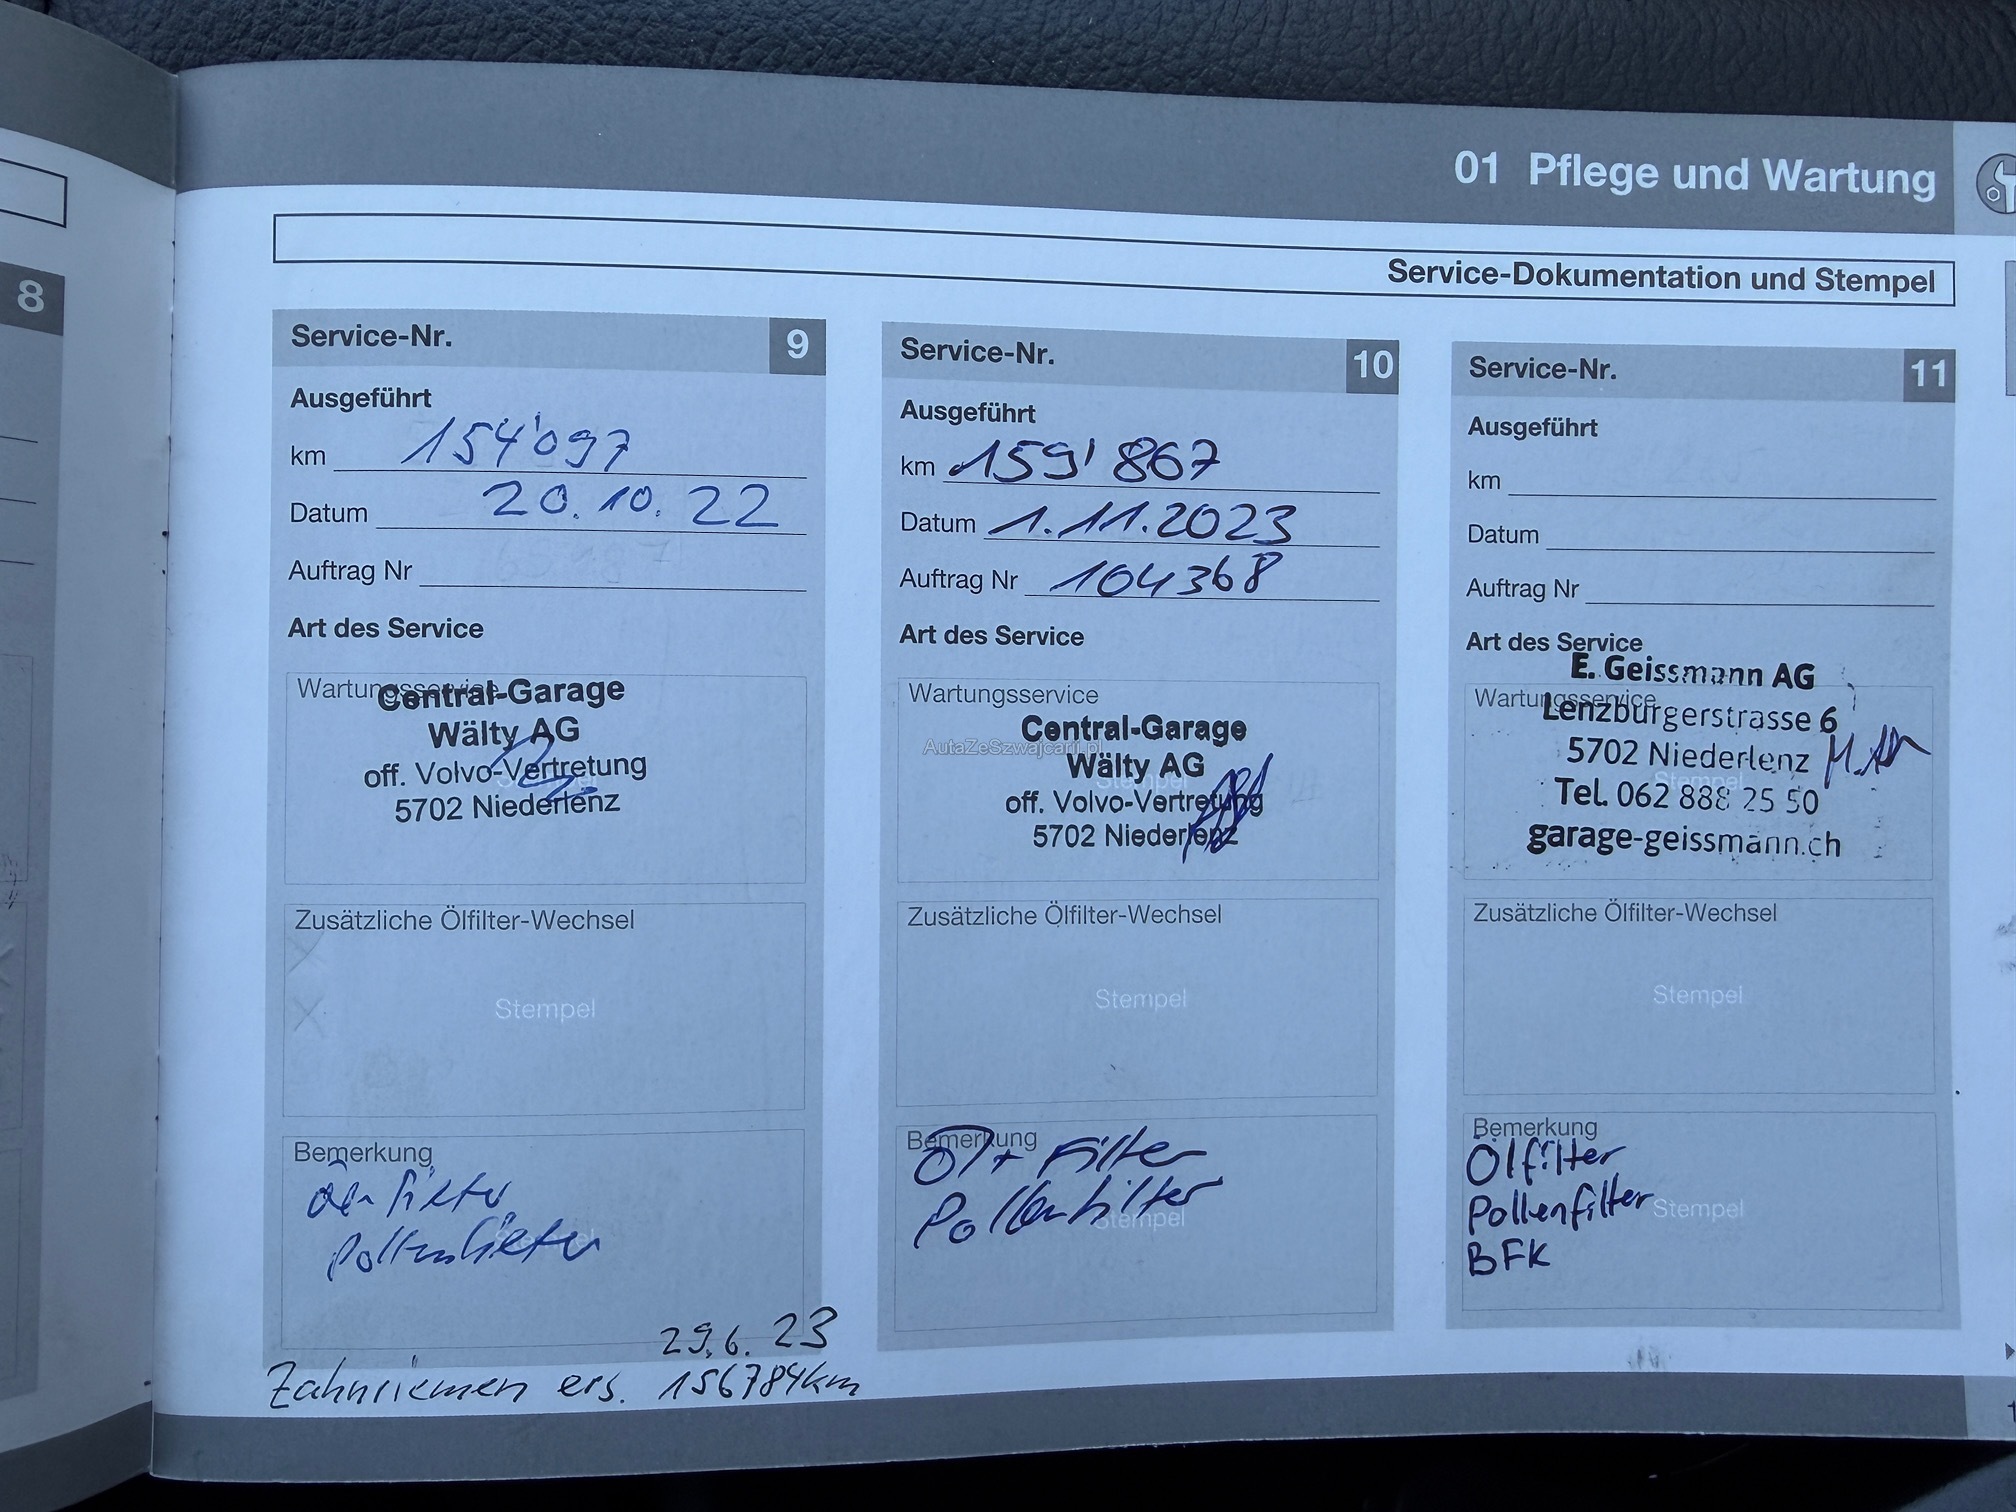 01 Pflege und Wartung
Service-Dokumentation und Stempel
8
Service-Nr. 9
Ausgeführt
km 154'097
Datum 20.10.22
Auftrag Nr
Art des Service
Wartungsservice
Central-Garage
Wälty AG
off. Volvo-Vertretung
5702 Niederlenz
Zusätzliche Ölfilter-Wechsel
Stempel
Bemerkung
Pollenfilter
29.6.23
Zahnriemen ers. 156784km
Service-Nr. 10
Ausgeführt
km 159'867
Datum 1.11.2023
Auftrag Nr 104368
Art des Service
Wartungsservice
AutaZeSzwajcarii.pl
Central-Garage
Wälty AG
Stempel
off. Volvo-Vertretung
5702 Niederlenz
Zusätzliche Ölfilter-Wechsel
Stempel
Bemerkung
Öl + Filter
Pollenfilter
Stempel
Service-Nr. 11
Ausgeführt
km
Datum
Auftrag Nr
Art des Service
E. Geissmann AG
Wartungsservice
Lenzburgerstrasse 6
5702 Niederlenz
Stempel
Tel. 062 888 25 50
garage-geissmann.ch
Zusätzliche Ölfilter-Wechsel
Stempel
Bemerkung
Ölfilter
Pollenfilter
Stempel
BFK